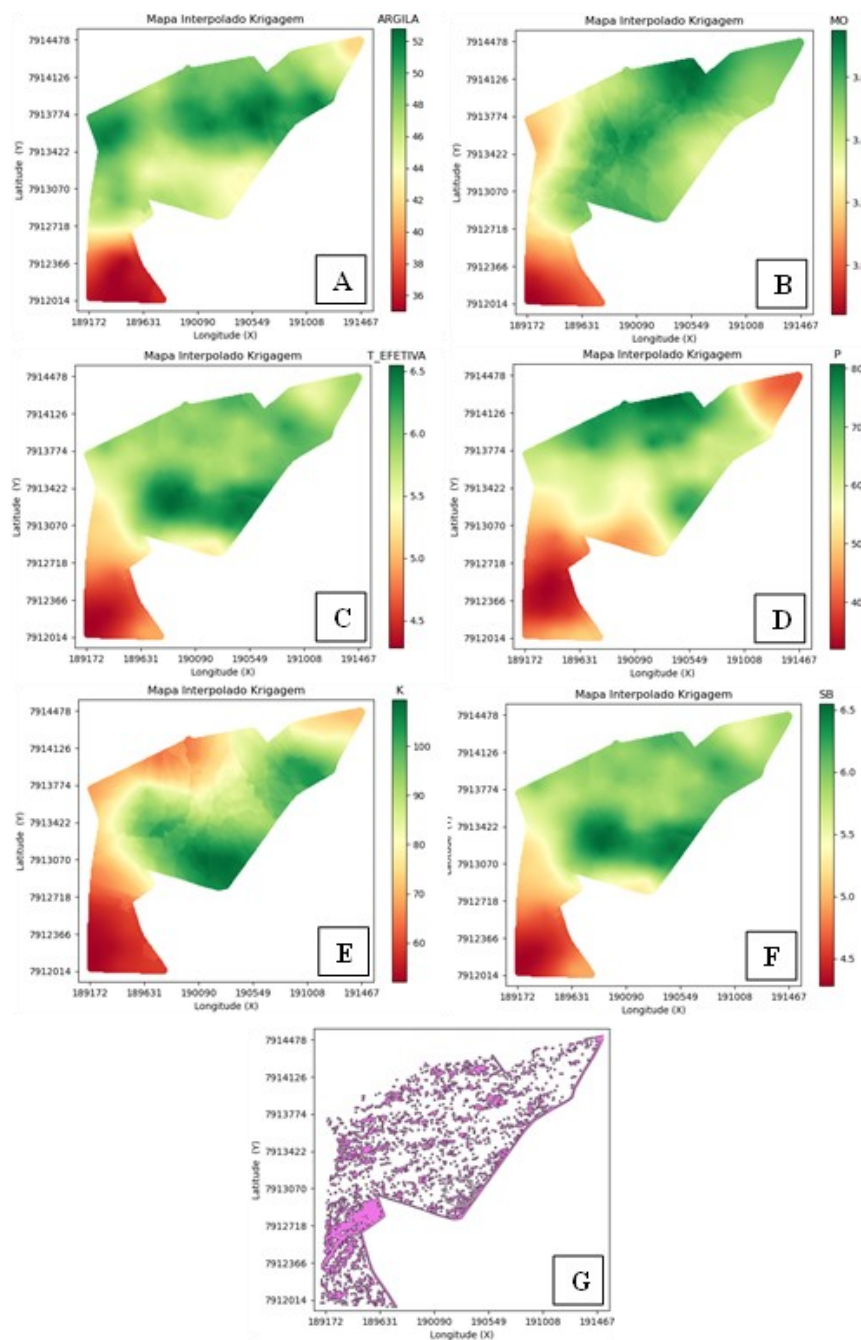 Mapa Interpolado Krigagem
ARGILA
7914478
7914126
7913774
7913422
7913070
7912718
7912366
7912014
Latitude (Y)
189172 189631 190090 190549 191008 191467
Longitude (X)
52
50
48
46
44
42
40
38
36
A
Mapa Interpolado Krigagem
MO
7914478
7914126
7913774
7913422
7913070
7912718
7912366
7912014
Latitude (Y)
189172 189631 190090 190549 191008 191467
Longitude (X)
3.
3.
3.
B
Mapa Interpolado Krigagem
T_EFETIVA
7914478
7914126
7913774
7913422
7913070
7912718
7912366
7912014
Latitude (Y)
189172 189631 190090 190549 191008 191467
Longitude (X)
6.5
6.0
5.5
5.0
4.5
C
Mapa Interpolado Krigagem
P
7914478
7914126
7913774
7913422
7913070
7912718
7912366
7912014
Latitude (Y)
189172 189631 190090 190549 191008 191467
Longitude (X)
80
70
60
50
40
D
Mapa Interpolado Krigagem
K
7914478
7914126
7913774
7913422
7913070
7912718
7912366
7912014
Latitude (Y)
189172 189631 190090 190549 191008 191467
Longitude (X)
100
90
80
70
60
E
Mapa Interpolado Krigagem
SB
7914478
7914126
7913774
7913422
7913070
7912718
7912366
7912014
189172 189631 190090 190549 191008 191467
Longitude (X)
6.5
6.0
5.5
5.0
4.5
F
7914478
7914126
7913774
7913422
7913070
7912718
7912366
7912014
Latitude (Y)
189172 189631 190090 190549 191008 191467
Longitude (X)
G